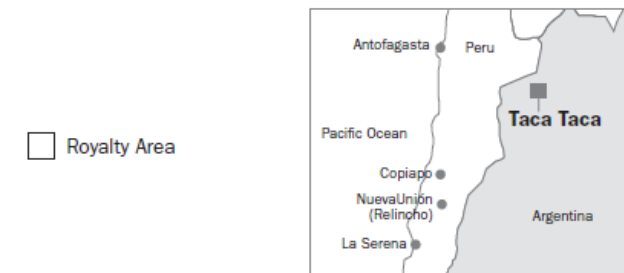 Royalty Area
Antofagasta
Peru
Taca Taca
Pacific Ocean
Copiapo
NuevaUnión
(Relincho)
Argentina
La Serena